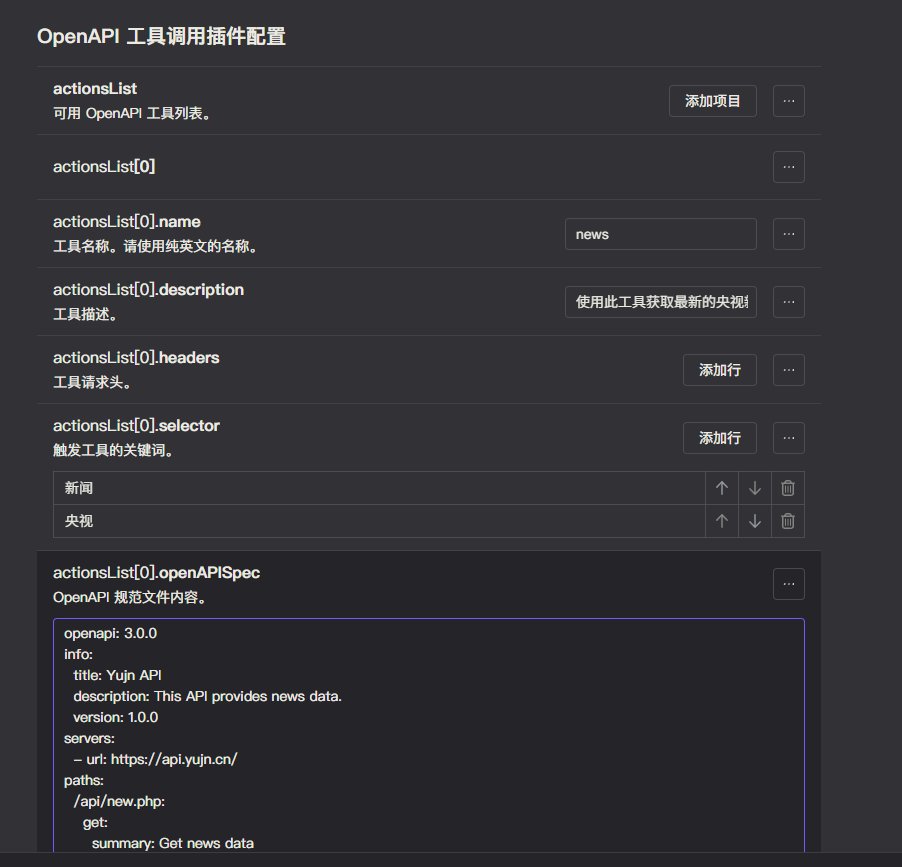 OpenAPI 工具调用插件配置
actionsList
可用 OpenAPI 工具列表。
添加项目
...
actionsList[0]
...
actionsList[0].name
工具名称。请使用纯英文的名称。
news
...
actionsList[0].description
工具描述。
使用此工具获取最新的央视
...
actionsList[0].headers
工具请求头。
添加行
...
actionsList[0].selector
触发工具的关键词。
添加行
...
新闻
央视
actionsList[0].openAPISpec
OpenAPI 规范文件内容。
...
openapi: 3.0.0
info:
  title: Yujn API
  description: This API provides news data.
  version: 1.0.0
servers:
  - url: https://api.yujn.cn/
paths:
  /api/new.php:
    get:
      summary: Get news data